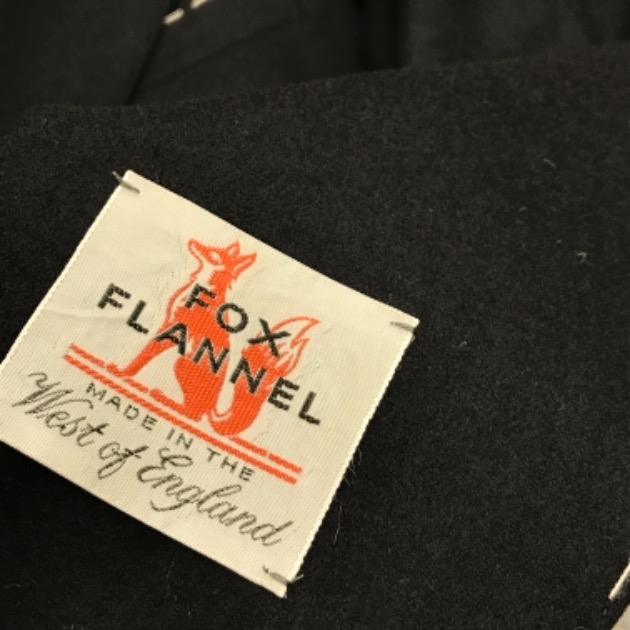 FOX
FLANNEL
MADE IN THE
West of England